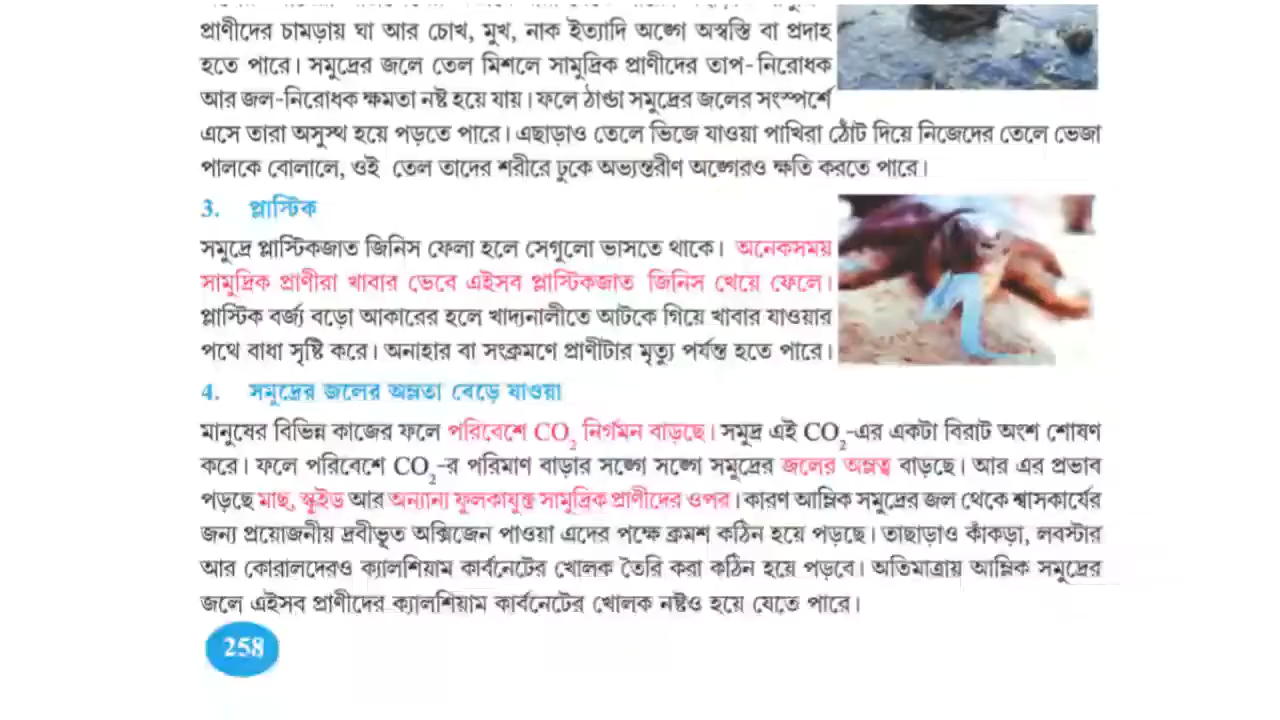 প্রাণীদের চামড়ায় ঘা আর চোখ, মুখ, নাক ইত্যাদি অঙ্গে অস্বস্তি বা প্রদাহ
হতে পারে। সমুদ্রের জলে তেল মিশলে সামুদ্রিক প্রাণীদের তাপ-নিরোধক
আর জল-নিরোধক ক্ষমতা নষ্ট হয়ে যায়। ফলে ঠান্ডা সমুদ্রের জলের সংস্পর্শে
এসে তারা অসুস্থ হয়ে পড়তে পারে। এছাড়াও তেলে ভিজে যাওয়া পাখিরা ঠোঁট দিয়ে নিজেদের তেলে ভেজা
পালকে বোলালে, ওই তেল তাদের শরীরে ঢুকে অভ্যন্তরীণ অঙ্গেরও ক্ষতি করতে পারে।
3. প্লাস্টিক
সমুদ্রে প্লাস্টিকজাত জিনিস ফেলা হলে সেগুলো ভাসতে থাকে। অনেকসময়
সামুদ্রিক প্রাণীরা খাবার ভেবে এইসব প্লাস্টিকজাত জিনিস খেয়ে ফেলে।
প্লাস্টিক বর্জ্য বড়ো আকারের হলে খাদ্যনালীতে আটকে গিয়ে খাবার যাওয়ার
পথে বাধা সৃষ্টি করে। অনাহার বা সংক্রমণে প্রাণীটার মৃত্যু পর্যন্ত হতে পারে।
4. সমুদ্রের জলের অম্লতা বেড়ে যাওয়া
মানুষের বিভিন্ন কাজের ফলে পরিবেশে CO₂ নির্গমন বাড়ছে। সমুদ্র এই CO₂-এর একটা বিরাট অংশ শোষণ
করে। ফলে পরিবেশে CO₂-র পরিমাণ বাড়ার সঙ্গে সঙ্গে সমুদ্রের জলের অম্লত্ব বাড়ছে। আর এর প্রভাব
পড়ছে মাছ, স্কুইড আর অন্যান্য ফুলকাযুক্ত সামুদ্রিক প্রাণীদের ওপর। কারণ আম্লিক সমুদ্রের জল থেকে শ্বাসকার্যের
জন্য প্রয়োজনীয় দ্রবীভূত অক্সিজেন পাওয়া এদের পক্ষে ক্রমশ কঠিন হয়ে পড়ছে। তাছাড়াও কাঁকড়া, লবস্টার
আর কোরালদেরও ক্যালশিয়াম কার্বনেটের খোলক তৈরি করা কঠিন হয়ে পড়বে। অতিমাত্রায় আম্লিক সমুদ্রের
জলে এইসব প্রাণীদের ক্যালশিয়াম কার্বনেটের খোলক নষ্টও হয়ে যেতে পারে।
258